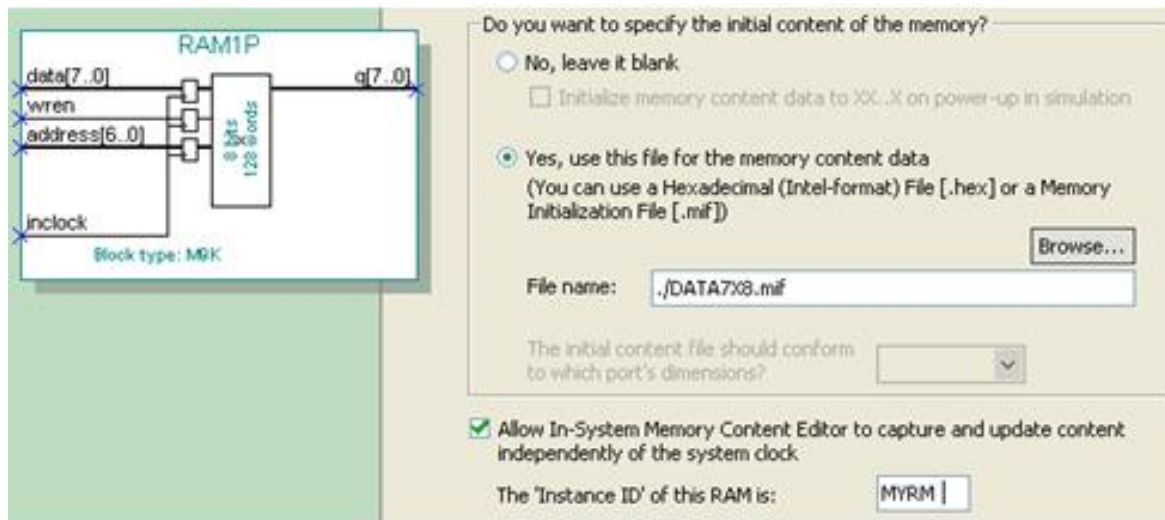 RAM1P
data[7..0]
q[7..0]
wren
address[6..0]
8 bits
128 words
inclock
Block type: M9K
Do you want to specify the initial content of the memory?
No, leave it blank
Initialize memory content data to XX..X on power-up in simulation
Yes, use this file for the memory content data
(You can use a Hexadecimal (Intel-format) File [.hex] or a Memory
Initialization File [.mif])
Browse...
File name:
./DATA7X8.mif
The initial content file should conform
to which port's dimensions?
Allow In-System Memory Content Editor to capture and update content
independently of the system clock
The 'Instance ID' of this RAM is:
MYRM